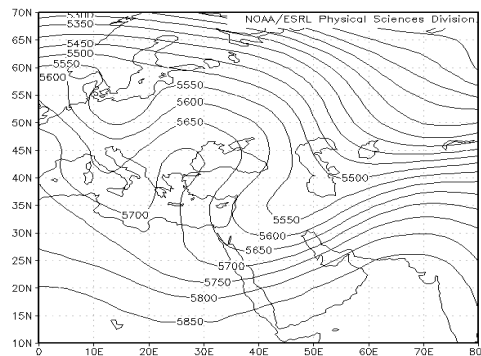 NOAA/ESRL Physical Sciences Division
70N
65N
60N
55N
50N
45N
40N
35N
30N
25N
20N
15N
10N
5300
5350
5450
5500
5550
5600
5550
5600
5650
5700
5500
5550
5600
5650
5700
5750
5800
5850
0 10E 20E 30E 40E 50E 60E 70E 80